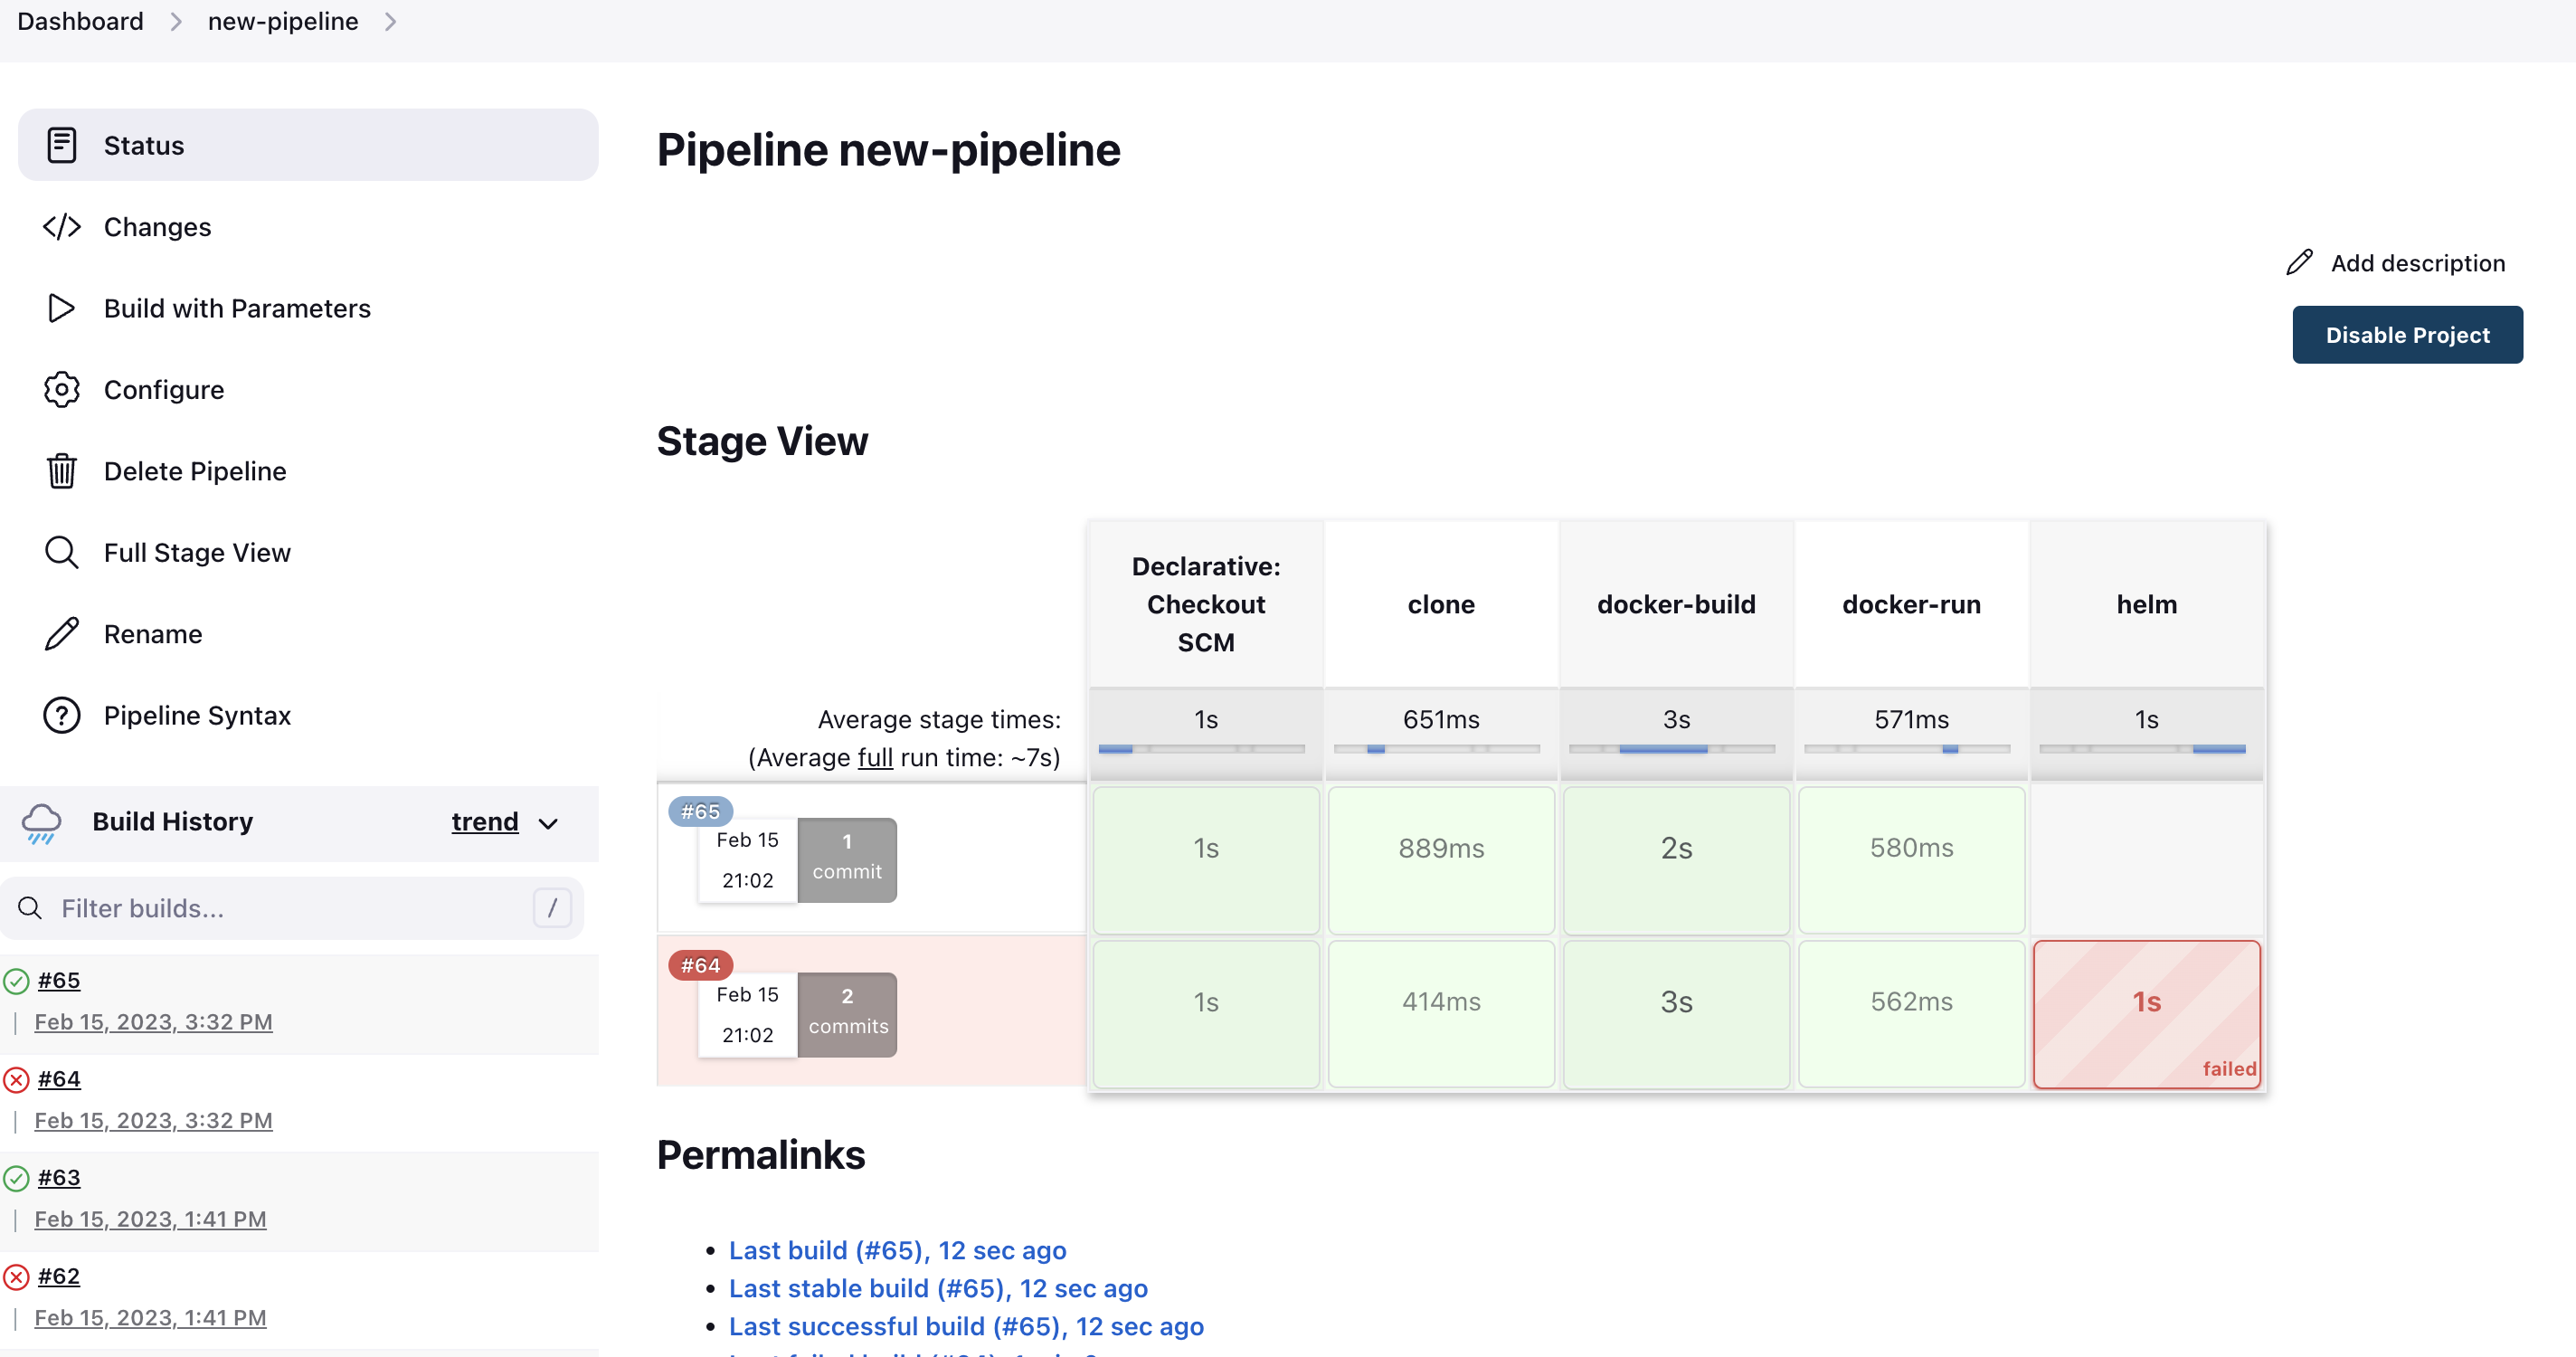 Dashboard
new-pipeline
Status
Changes
Build with Parameters
Configure
Delete Pipeline
Full Stage View
Rename
Pipeline Syntax
Build History
trend
Filter builds...
/
#65
Feb 15, 2023, 3:32 PM
#64
Feb 15, 2023, 3:32 PM
#63
Feb 15, 2023, 1:41 PM
#62
Feb 15, 2023, 1:41 PM
Pipeline new-pipeline
Add description
Disable Project
Stage View
Declarative:
Checkout
SCM
clone
docker-build
docker-run
helm
Average stage times:
(Average full run time: ~7s)
1s
651ms
3s
571ms
1s
#65
Feb 15
21:02
1
commit
1s
889ms
2s
580ms
#64
Feb 15
21:02
2
commits
1s
414ms
3s
562ms
1s
failed
Permalinks
Last build (#65), 12 sec ago
Last stable build (#65), 12 sec ago
Last successful build (#65), 12 sec ago